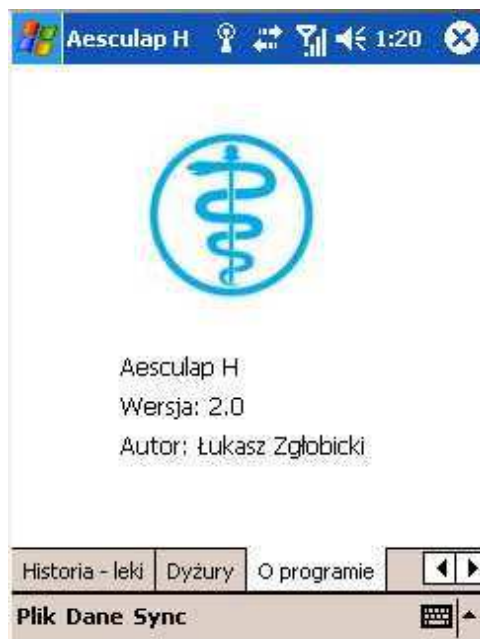 Aesculap H 1:20
Aesculap H
Wersja: 2.0
Autor: Łukasz Zgłobicki
Historia - leki Dyżury O programie
Plik Dane Sync